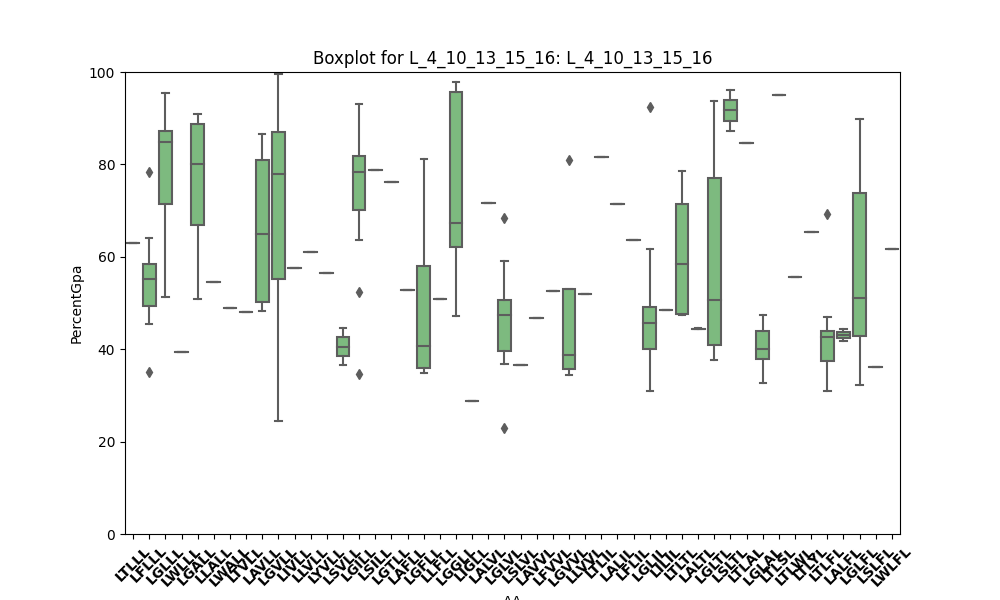 Boxplot for L_4_10_13_15_16: L_4_10_13_15_16
PercentGpa
100
80
60
40
20
0
LTLLL
LFLLL
LGLLL
LWLLL
LGALL
LLALL
LWALL
LTVLL
LAVLL
LGVLL
LIVLL
LLVLL
LYVLL
LSVLL
LGILL
LSILL
LGTLL
LAFLL
LGFLL
LLFLL
LGGLL
LIGLL
LALVL
LGLVL
LSLVL
LAVVL
LFVVL
LGVVL
LLYVL
LTLIL
LALIL
LFLIL
LGLIL
LILIL
LTLTL
LALTL
LGLTL
LSLTL
LTLAL
LGLAL
LTLSL
LTLWL
LTLFL
LALFL
LGLFL
LSLFL
LWLFL